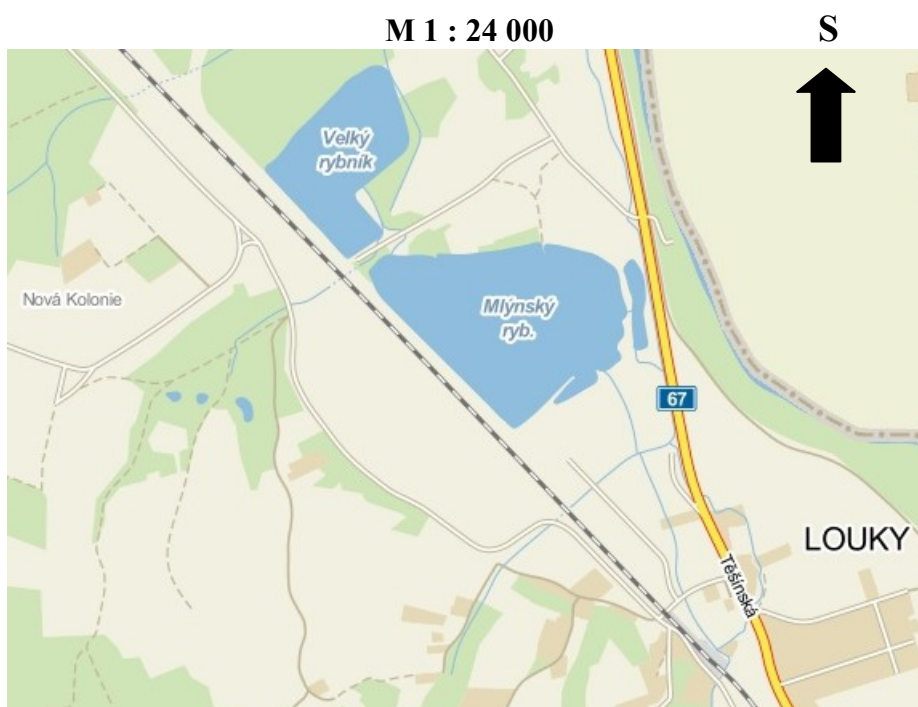 M 1 : 24 000
S
Velký
rybník
Nová Kolonie
Mlýnský
ryb.
67
LOUKY
Těšínská